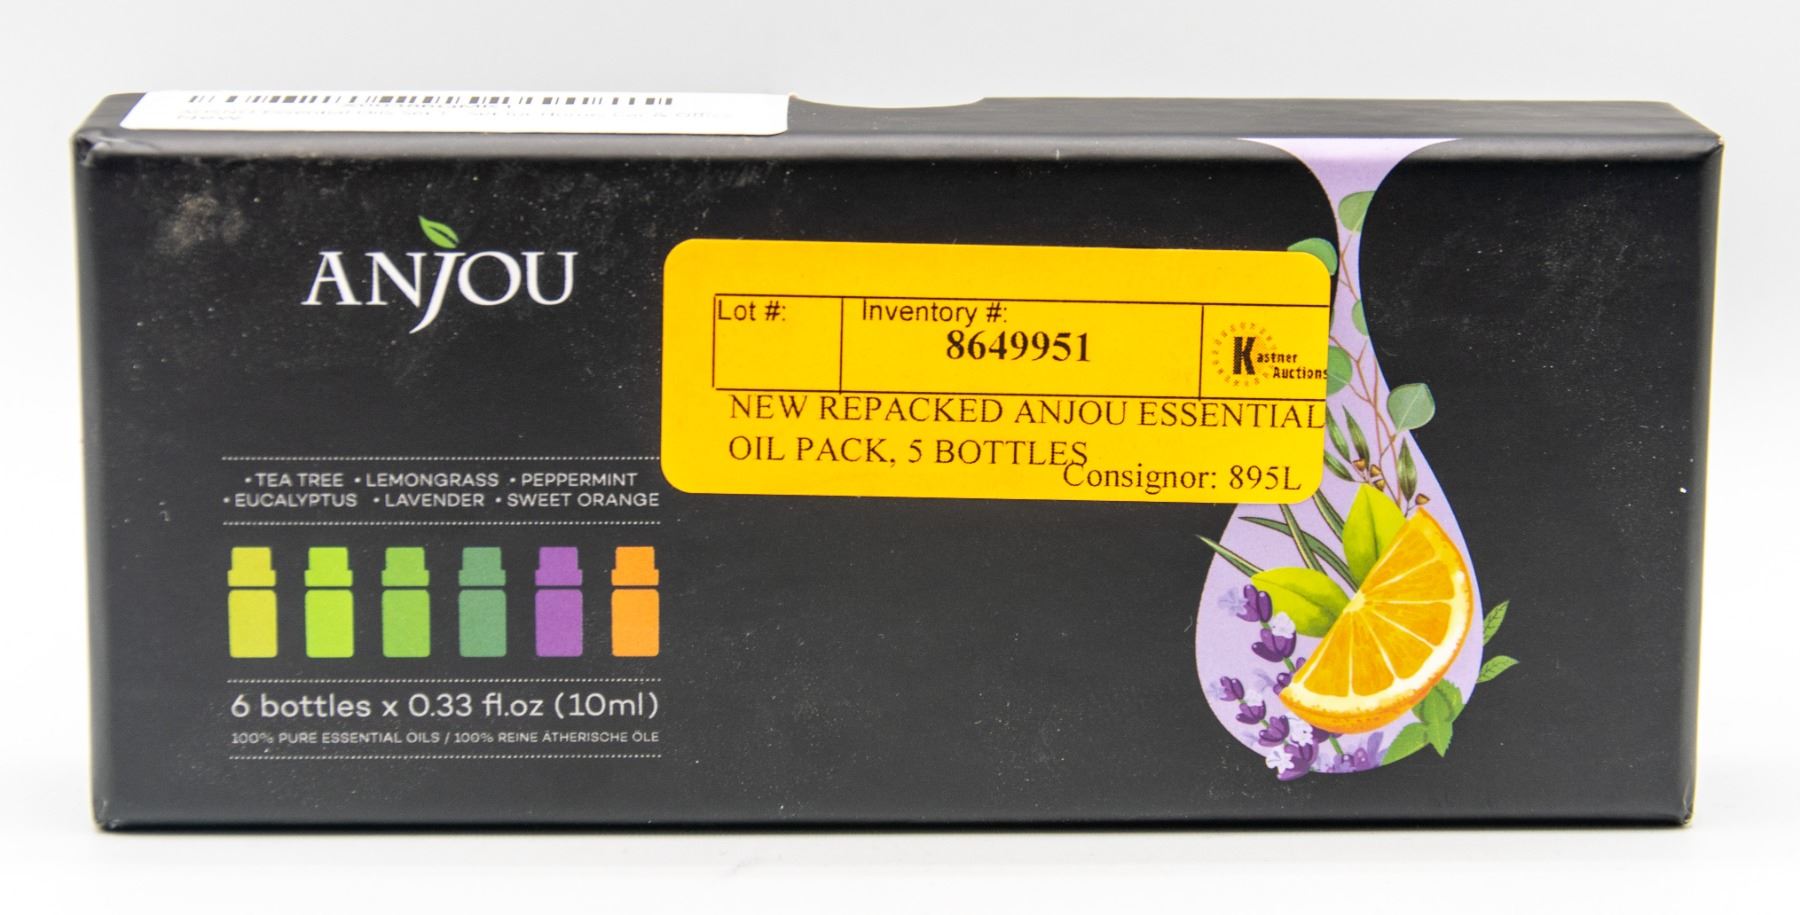 ANJOU
• TEA TREE • LEMONGRASS • PEPPERMINT
• EUCALYPTUS • LAVENDER • SWEET ORANGE
6 bottles x 0.33 fl.oz (10ml)
100% PURE ESSENTIAL OILS / 100% REINE ÄTHERISCHE ÖLE
Lot #:
Inventory #:
8649951
Kastner
Auctions
NEW REPACKED ANJOU ESSENTIAL
OIL PACK, 5 BOTTLES
Consignor: 895L